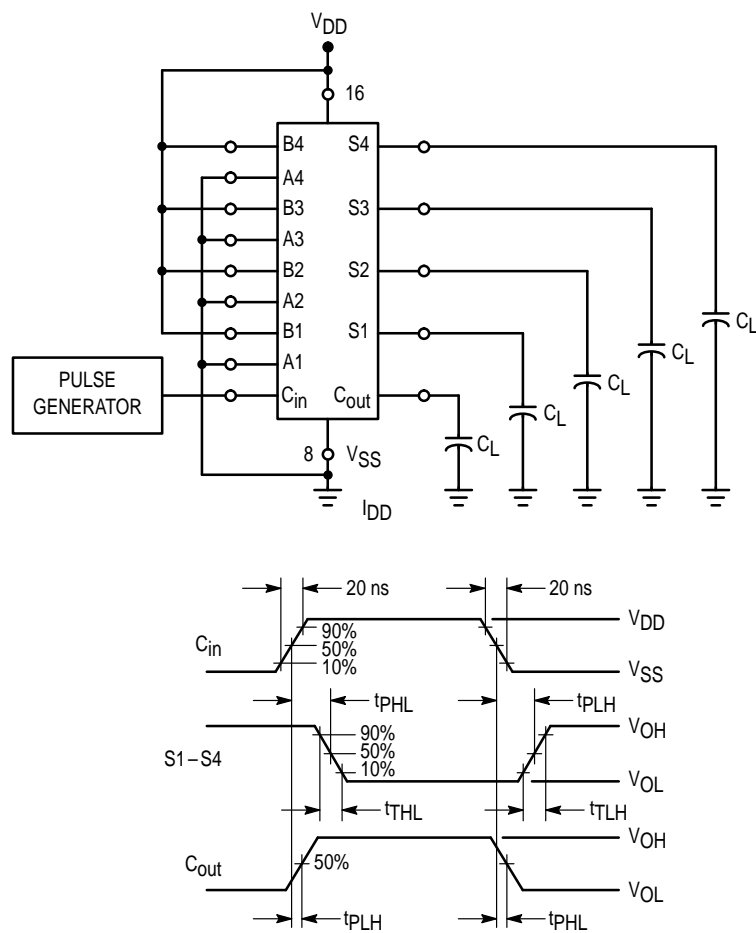 VDD
16
B4 S4
A4
B3 S3
A3
B2 S2
A2
B1 S1
A1
Cin Cout
PULSE
GENERATOR
CL
CL
CL
CL
CL
8 VSS
IDD
20 ns 20 ns
Cin
90%
50%
10%
VDD
VSS
tPHL tPLH
S1–S4
90%
50%
10%
VOH
VOL
tTHL tTLH
Cout
50%
VOH
VOL
tPLH tPHL